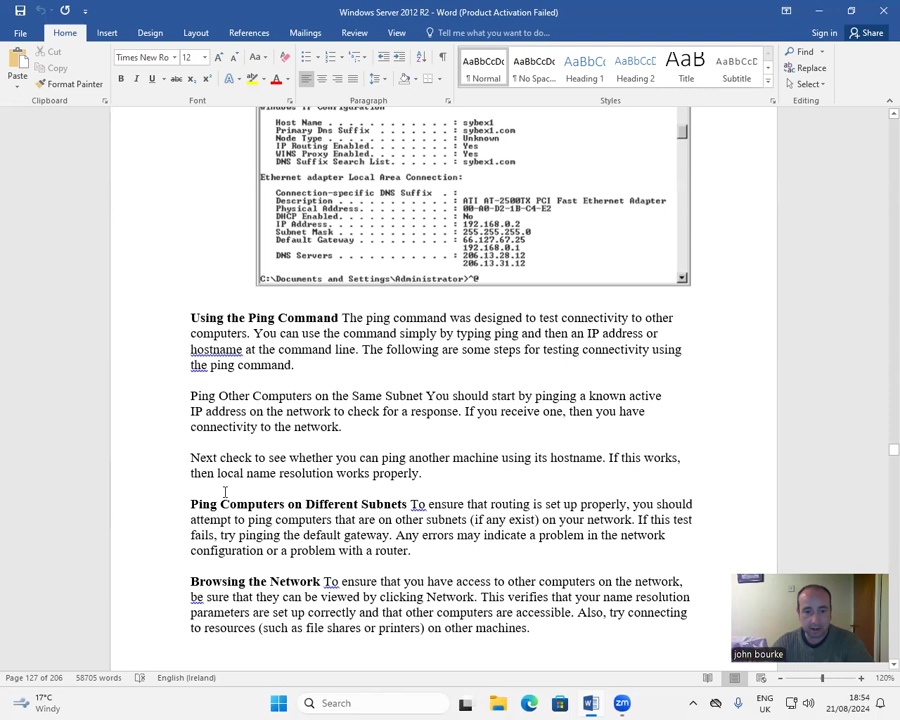 Windows Server 2012 R2 - Word (Product Activation Failed)
File Home Insert Design Layout References Mailings Review View Tell me what you want to do... Sign in Share
Paste
Cut
Copy
Format Painter
Clipboard
Times New Ro 12
Font
Paragraph
AaBbCcDc AaBbCcDc AaBbC AaBbCc AaB AaBbCcD
¶ Normal ¶ No Spac... Heading 1 Heading 2 Title Subtitle
Styles
Find
Replace
Select
Editing
Windows IP Configuration
Host Name . . . . . . . . . . . . : sybex1
Primary Dns Suffix . . . . . . . : sybex1.com
Node Type . . . . . . . . . . . . : Unknown
IP Routing Enabled. . . . . . . . : Yes
WINS Proxy Enabled. . . . . . . . : Yes
DNS Suffix Search List. . . . . . : sybex1.com
Ethernet adapter Local Area Connection:
Connection-specific DNS Suffix . :
Description . . . . . . . . . . . : ATI AT-2500TX PCI Fast Ethernet Adapter
Physical Address. . . . . . . . . : 00-A0-D2-1B-C4-E2
DHCP Enabled. . . . . . . . . . . : No
IP Address. . . . . . . . . . . . : 192.168.0.2
Subnet Mask . . . . . . . . . . . : 255.255.255.0
Default Gateway . . . . . . . . . : 66.127.67.25
192.168.0.1
DNS Servers . . . . . . . . . . . : 206.13.28.12
206.13.31.12
C:\Documents and Settings\Administrator>^@
Using the Ping Command The ping command was designed to test connectivity to other
computers. You can use the command simply by typing ping and then an IP address or
hostname at the command line. The following are some steps for testing connectivity using
the ping command.
Ping Other Computers on the Same Subnet You should start by pinging a known active
IP address on the network to check for a response. If you receive one, then you have
connectivity to the network.
Next check to see whether you can ping another machine using its hostname. If this works,
then local name resolution works properly.
Ping Computers on Different Subnets To ensure that routing is set up properly, you should
attempt to ping computers that are on other subnets (if any exist) on your network. If this test
fails, try pinging the default gateway. Any errors may indicate a problem in the network
configuration or a problem with a router.
Browsing the Network To ensure that you have access to other computers on the network,
be sure that they can be viewed by clicking Network. This verifies that your name resolution
parameters are set up correctly and that other computers are accessible. Also, try connecting
to resources (such as file shares or printers) on other machines.
john bourke
Page 127 of 206 58705 words English (Ireland) 120%
17°C
Windy
Search
ENG
UK
18:54
21/08/2024